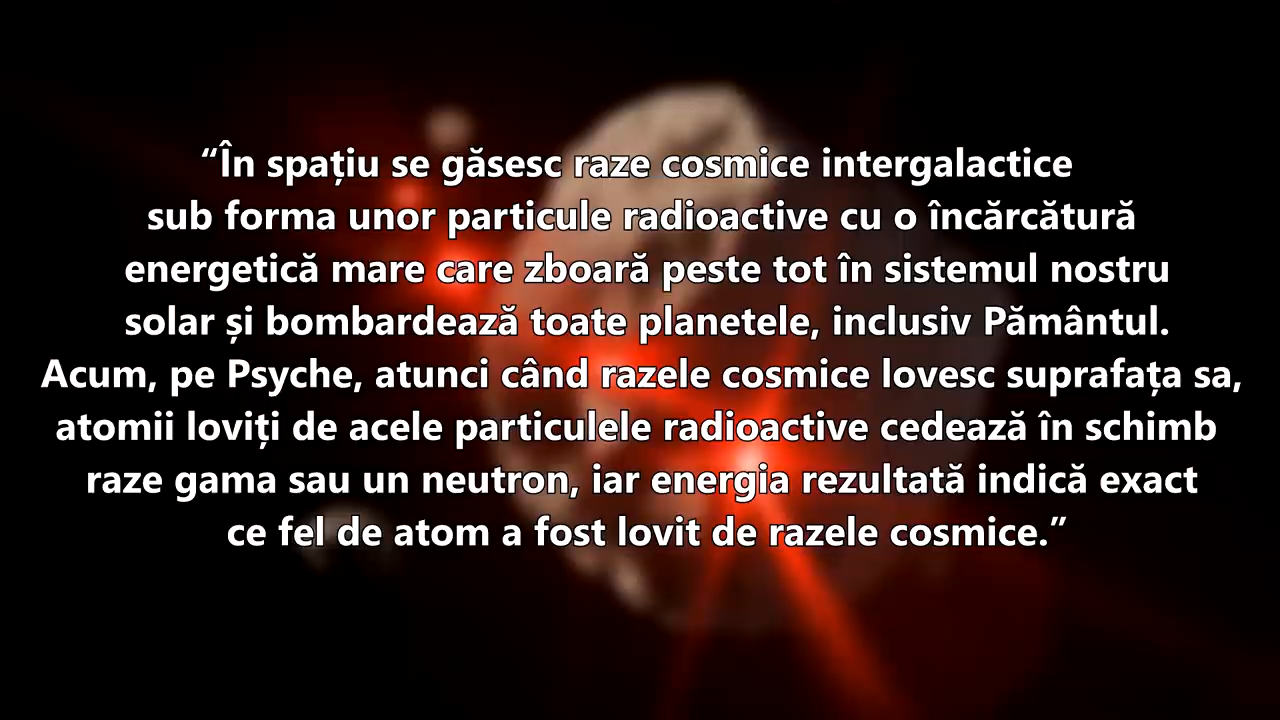 “În spațiu se găsesc raze cosmice intergalactice
sub forma unor particule radioactive cu o încărcătură
energetică mare care zboară peste tot în sistemul nostru
solar și bombardează toate planetele, inclusiv Pământul.
Acum, pe Psyche, atunci când razele cosmice lovesc suprafața sa,
atomii loviți de acele particulele radioactive cedează în schimb
raze gama sau un neutron, iar energia rezultată indică exact
ce fel de atom a fost lovit de razele cosmice.”